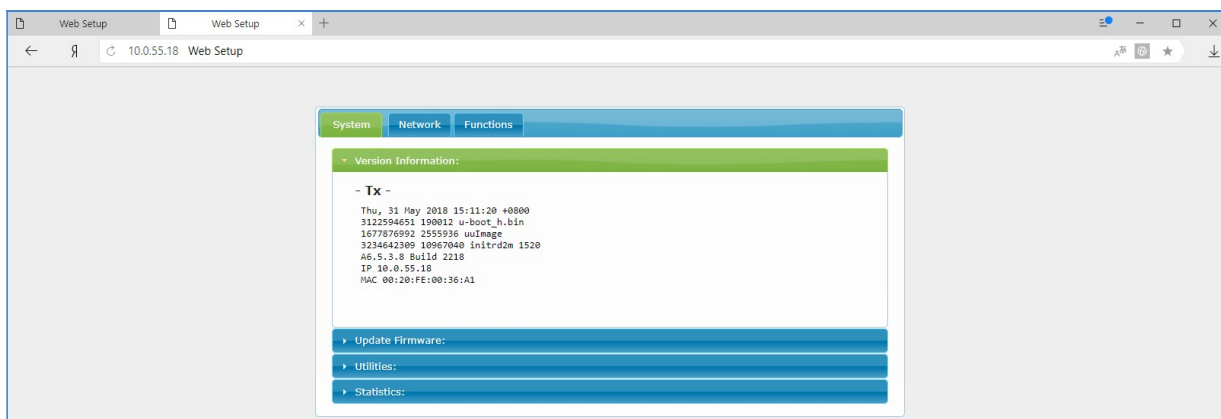 Web Setup
Web Setup
Я
10.0.55.18 Web Setup
System Network Functions
Version Information:
- Tx -
Thu, 31 May 2018 15:11:20 +0800
3122594651 190012 u-boot_h.bin
1677876992 2555936 uuImage
3234642309 10967040 initrd2m 1520
A6.5.3.8 Build 2218
IP 10.0.55.18
MAC 00:20:FE:00:36:A1
Update Firmware:
Utilities:
Statistics: